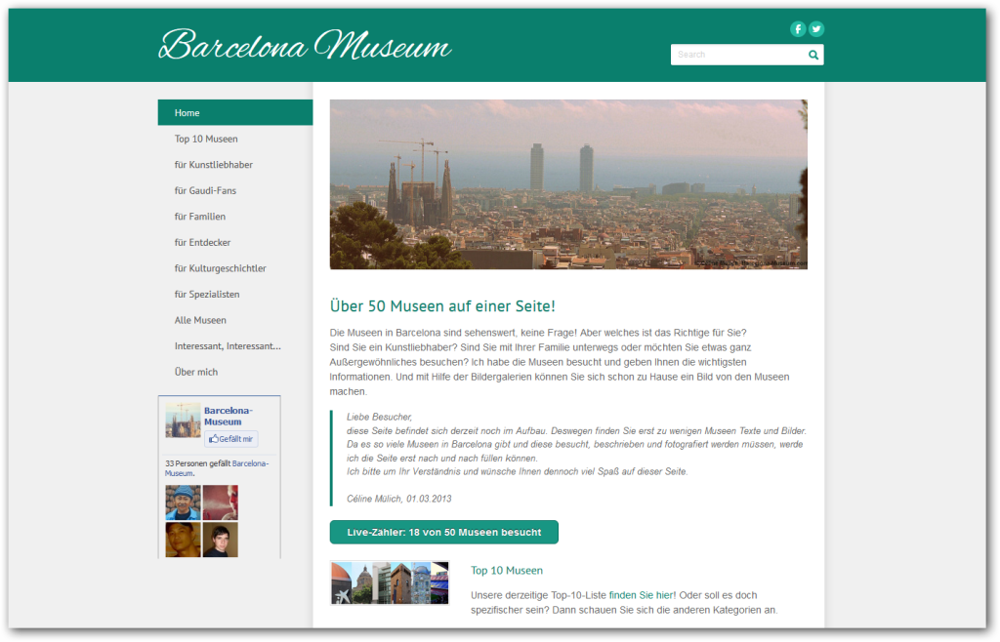 Barcelona Museum
Search
Home
Top 10 Museen
für Kunstliebhaber
für Gaudí-Fans
für Familien
für Entdecker
für Kulturgeschichtler
für Spezialisten
Alle Museen
Interessant, Interessant...
Über mich
Barcelona-
Museum
Gefällt mir
33 Personen gefällt Barcelona-
Museum.
Über 50 Museen auf einer Seite!
Die Museen in Barcelona sind sehenswert, keine Frage! Aber welches ist das Richtige für Sie?
Sind Sie ein Kunstliebhaber? Sind Sie mit Ihrer Familie unterwegs oder möchten Sie etwas ganz
Außergewöhnliches besuchen? Ich habe die Museen besucht und geben Ihnen die wichtigsten
Informationen. Und mit Hilfe der Bildergalerien können Sie sich schon zu Hause ein Bild von den Museen
machen.
Liebe Besucher,
diese Seite befindet sich derzeit noch im Aufbau. Deswegen finden Sie erst zu wenigen Museen Texte und Bilder.
Da es so viele Museen in Barcelona gibt und diese besucht, beschrieben und fotografiert werden müssen, werde
ich die Seite erst nach und nach füllen können.
Ich bitte um Ihr Verständnis und wünsche Ihnen dennoch viel Spaß auf dieser Seite.
Céline Mülich, 01.03.2013
Live-Zähler: 18 von 50 Museen besucht
Top 10 Museen
Unsere derzeitige Top-10-Liste finden Sie hier! Oder soll es doch
spezifischer sein? Dann schauen Sie sich die anderen Kategorien an.